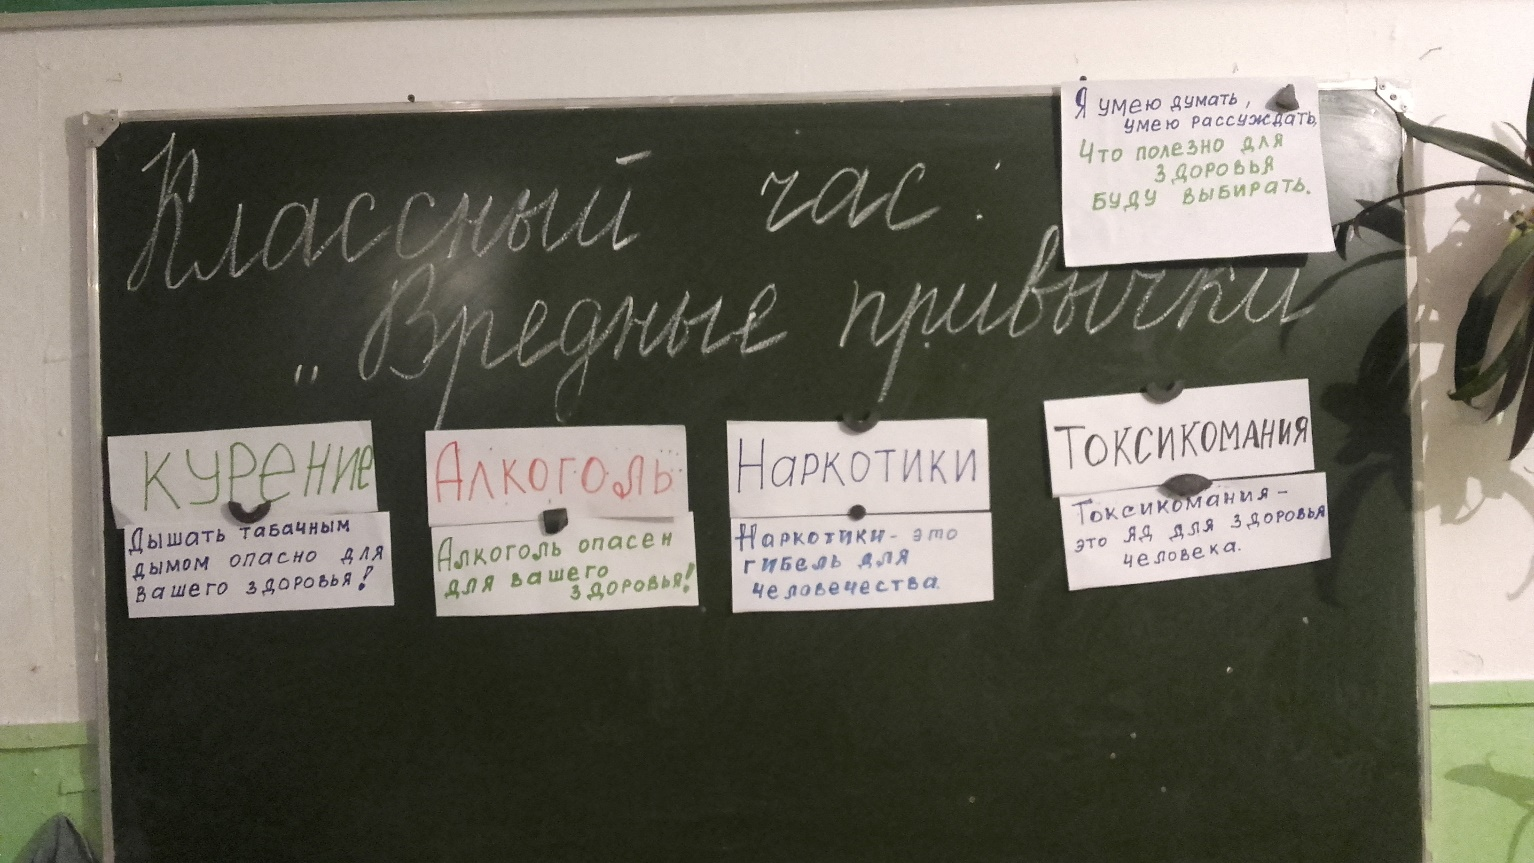 Классный час:
„Вредные привычки"
Я умею думать,
умею рассуждать,
Что полезно для
здоровья
буду выбирать.
Курение
Дышать табачным
дымом опасно для
вашего здоровья!
Алкоголь
Алкоголь опасен
для вашего
здоровья!
Наркотики
Наркотики - это
гибель для
человечества.
Токсикомания
Токсикомания -
это яд для здоровья
человека.